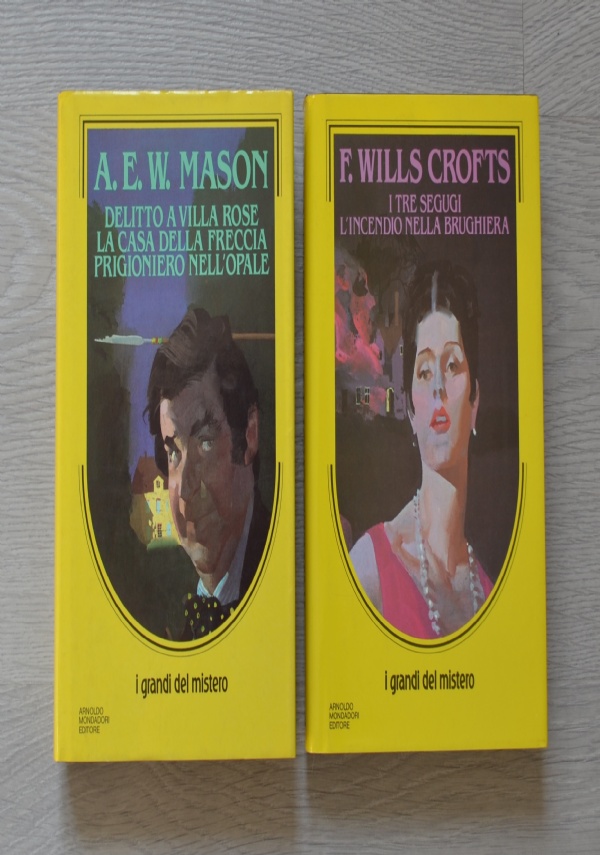 A. E. W. MASON
DELITTO A VILLA ROSE
LA CASA DELLA FRECCIA
PRIGIONIERO NELL'OPALE
i grandi del mistero
ARNOLDO
MONDADORI
EDITORE
F. WILLS CROFTS
I TRE SEGUGI
L'INCENDIO NELLA BRUGHIERA
i grandi del mistero
ARNOLDO
MONDADORI
EDITORE